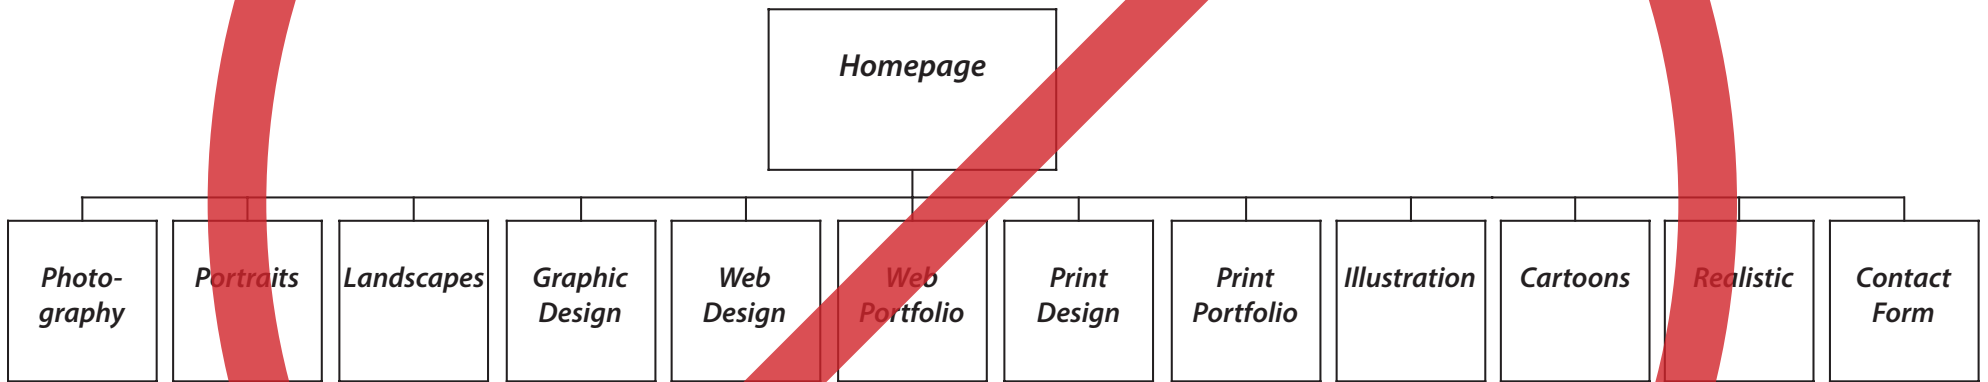 Homepage
Photo-
graphy
Portraits
Landscapes
Graphic
Design
Web
Design
Web
Portfolio
Print
Design
Print
Portfolio
Illustration
Cartoons
Realistic
Contact
Form